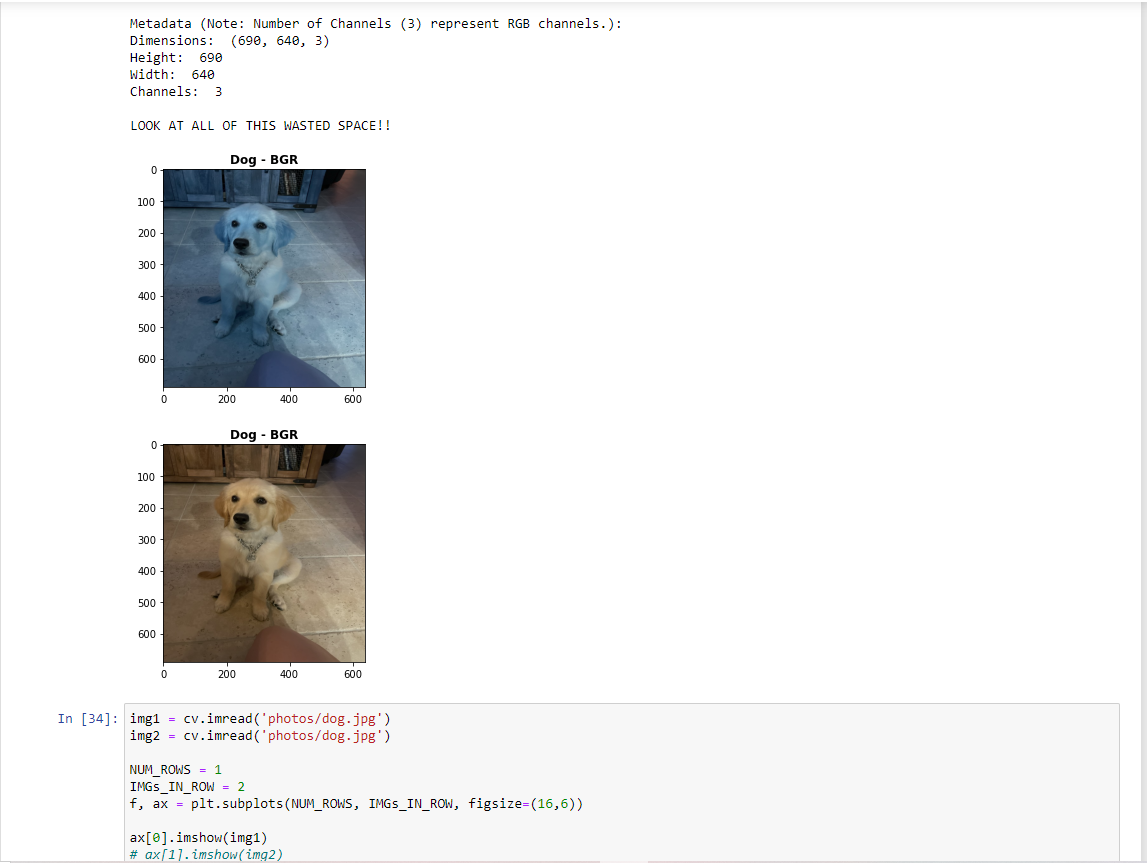 Metadata (Note: Number of Channels (3) represent RGB channels.):
Dimensions:  (690, 640, 3)
Height:  690
Width:  640
Channels:  3
LOOK AT ALL OF THIS WASTED SPACE!!
Dog - BGR
0
100
200
300
400
500
600
0 200 400 600
Dog - BGR
0
100
200
300
400
500
600
0 200 400 600
In [34]: img1 = cv.imread('photos/dog.jpg')
img2 = cv.imread('photos/dog.jpg')
NUM_ROWS = 1
IMGs_IN_ROW = 2
f, ax = plt.subplots(NUM_ROWS, IMGs_IN_ROW, figsize=(16,6))
ax[0].imshow(img1)
# ax[1].imshow(img2)